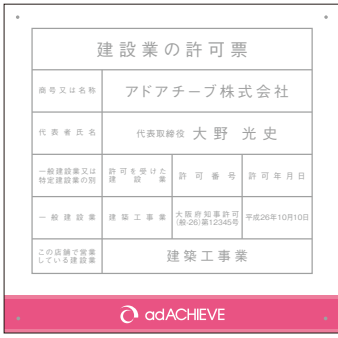 建設業の許可票
商号又は名称 アドアチーブ株式会社
代表者氏名 代表取締役 大野 光史
一般建設業又は
特定建設業の別
許可を受けた
建設業
許可番号
許可年月日
一般建設業
建築工事業
大阪府知事許可
(般-26)第12345号
平成26年10月10日
この店舗で営業
している建設業
建築工事業
adACHIEVE